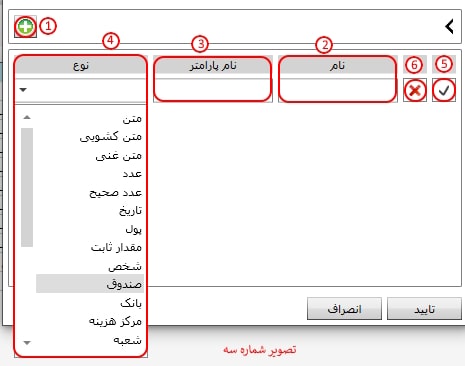 1
4
3
2
نوع
نام پارامتر
نام
6
5
متن
متن کشویی
متن غنی
عدد
عدد صحیح
تاریخ
پول
مقدار ثابت
شخص
صندوق
بانک
مرکز هزینه
شعبه
انصراف
تایید
تصویر شماره سه